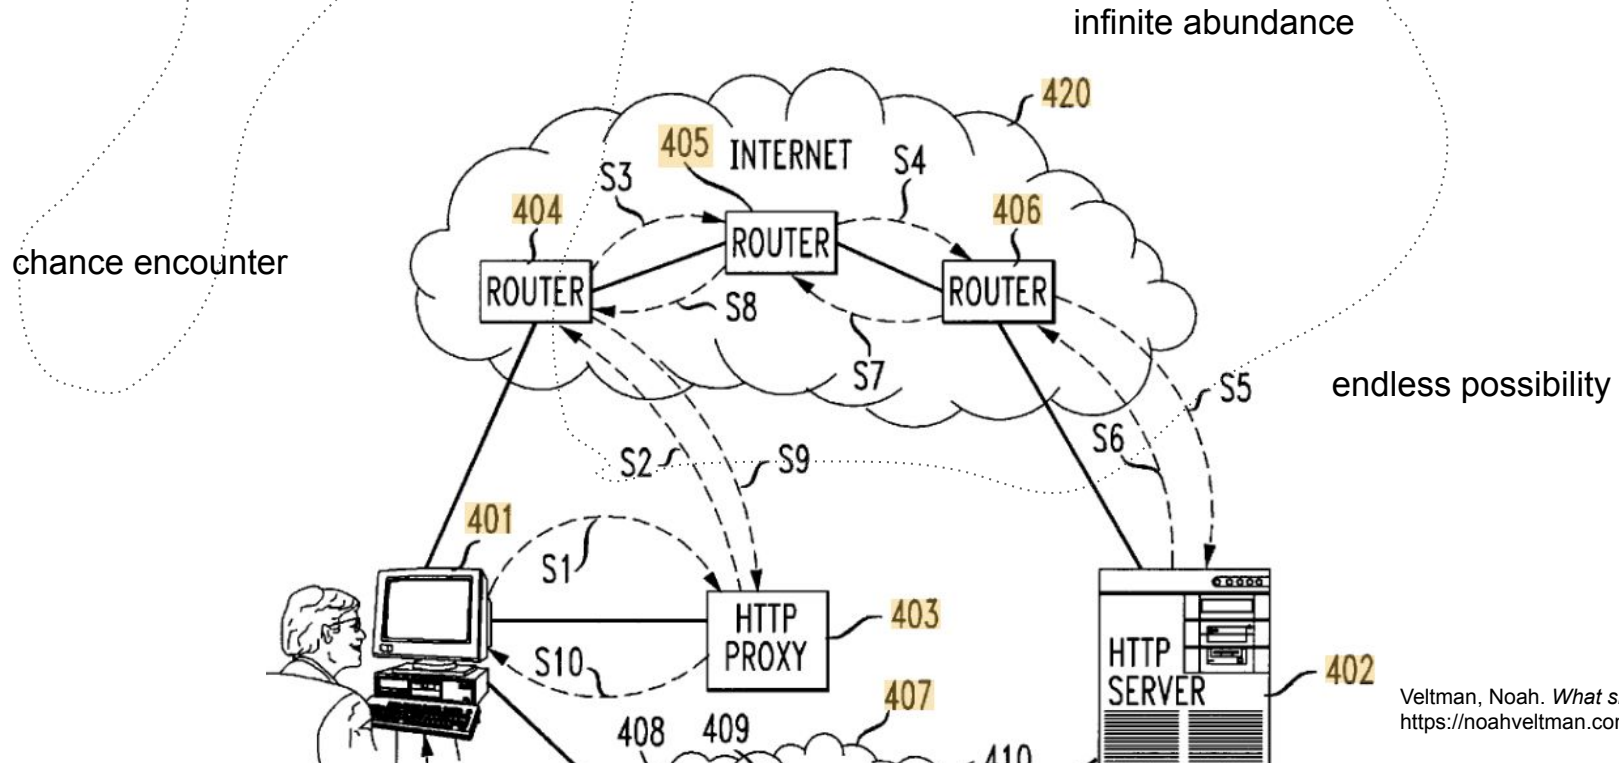 infinite abundance
420
405
INTERNET
S4
S3
404
406
ROUTER
chance encounter
ROUTER
ROUTER
S8
S7
endless possibility
S5
S6
S2
S9
401
S1
HTTP
PROXY
403
S10
HTTP
SERVER
402
407
Veltman, Noah. What
https://noahveltman.co
408
409
410